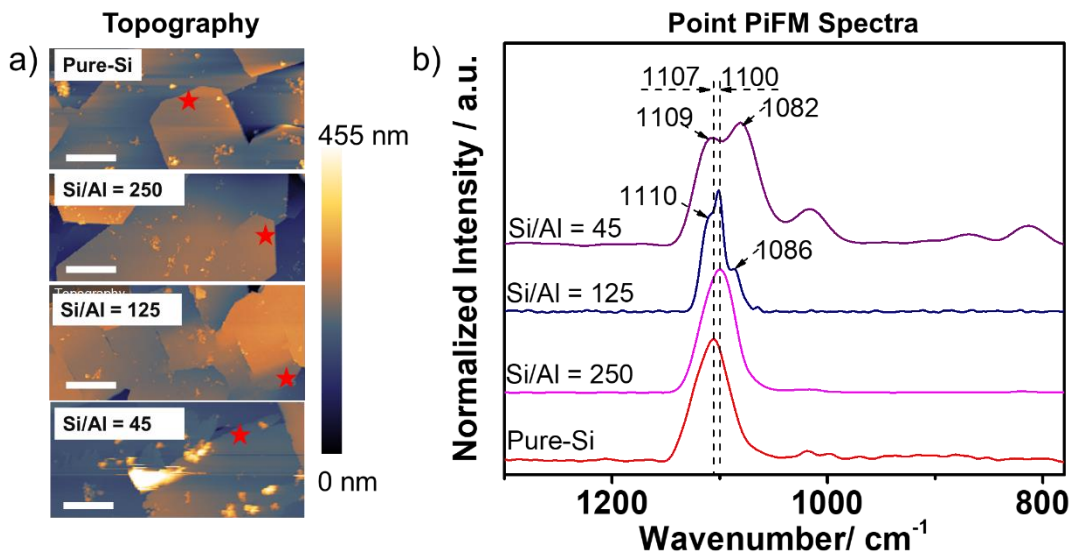 Topography
a)
Pure-Si
Si/Al = 250
Topography
Si/Al = 125
Si/Al = 45
455 nm
0 nm
Point PiFM Spectra
b)
1107
1100
1109
1082
1110
1086
Si/Al = 45
Si/Al = 125
Si/Al = 250
Pure-Si
Normalized Intensity / a.u.
1200
1000
800
Wavenumber/ cm⁻¹